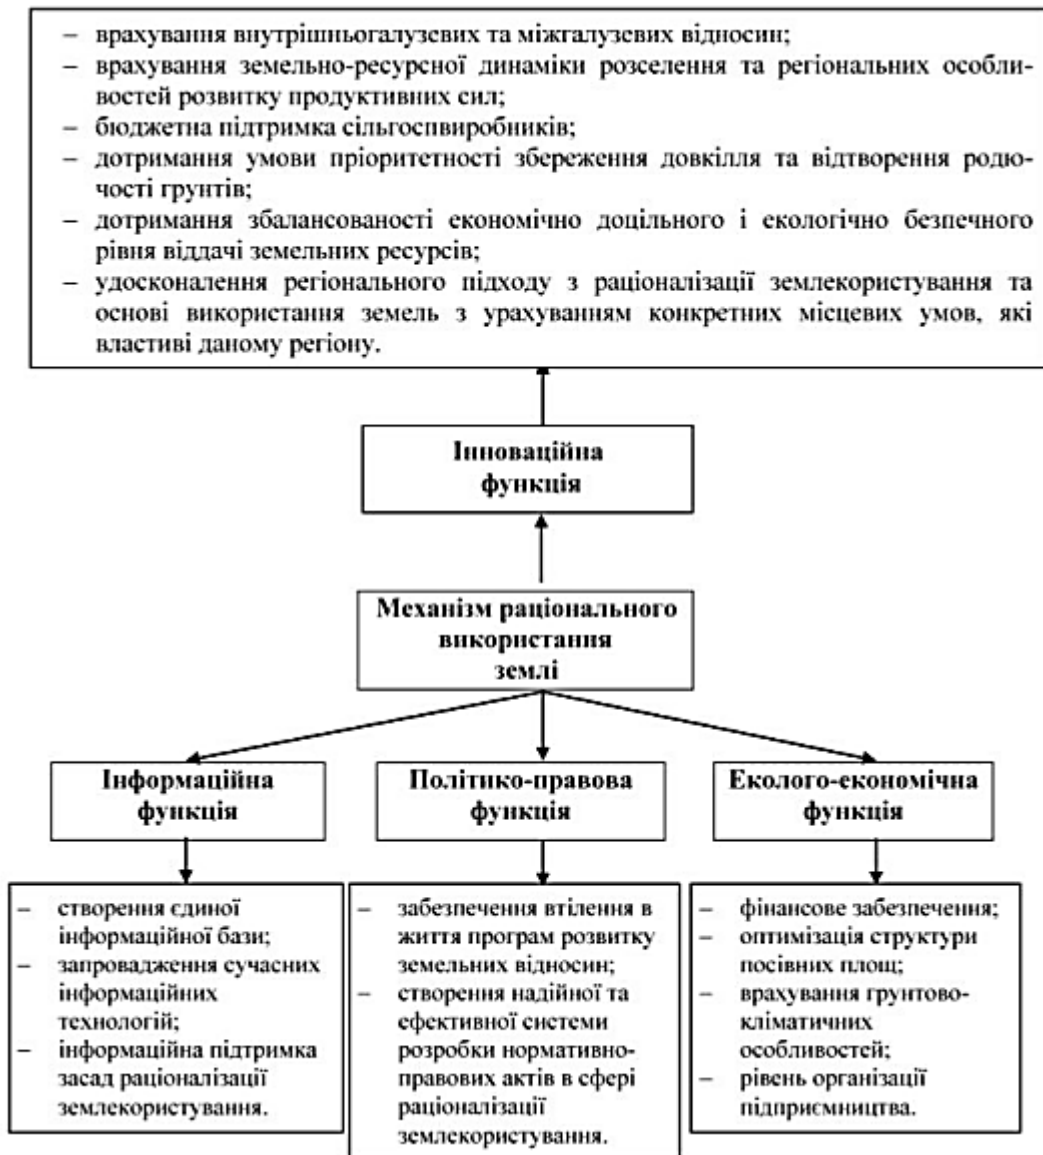 – врахування внутрішньогалузевих та міжгалузевих відносин;
– врахування земельно-ресурсної динаміки розселення та регіональних особли-
востей розвитку продуктивних сил;
– бюджетна підтримка сільгоспвиробників;
– дотримання умови пріоритетності збереження довкілля та відтворення родю-
чості грунтів;
– дотримання збалансованості економічно доцільного і екологічно безпечного
рівня віддачі земельних ресурсів;
– удосконалення регіонального підходу з раціоналізації землекористування та
основі використання земель з урахуванням конкретних місцевих умов, які
властиві даному регіону.
Інноваційна
функція
Механізм раціонального
використання
землі
Інформаційна
функція
Політико-правова
функція
Еколого-економічна
функція
– створення єдиної
інформаційної бази;
– запровадження сучасних
інформаційних
технологій;
– інформаційна підтримка
засад раціоналізації
землекористування.
– забезпечення втілення в
життя програм розвитку
земельних відносин;
– створення надійної та
ефективної системи
розробки нормативно-
правових актів в сфері
раціоналізації
землекористування.
– фінансове забезпечення;
– оптимізація структури
посівних площ;
– врахування грунтово-
кліматичних
особливостей;
– рівень організації
підприємництва.